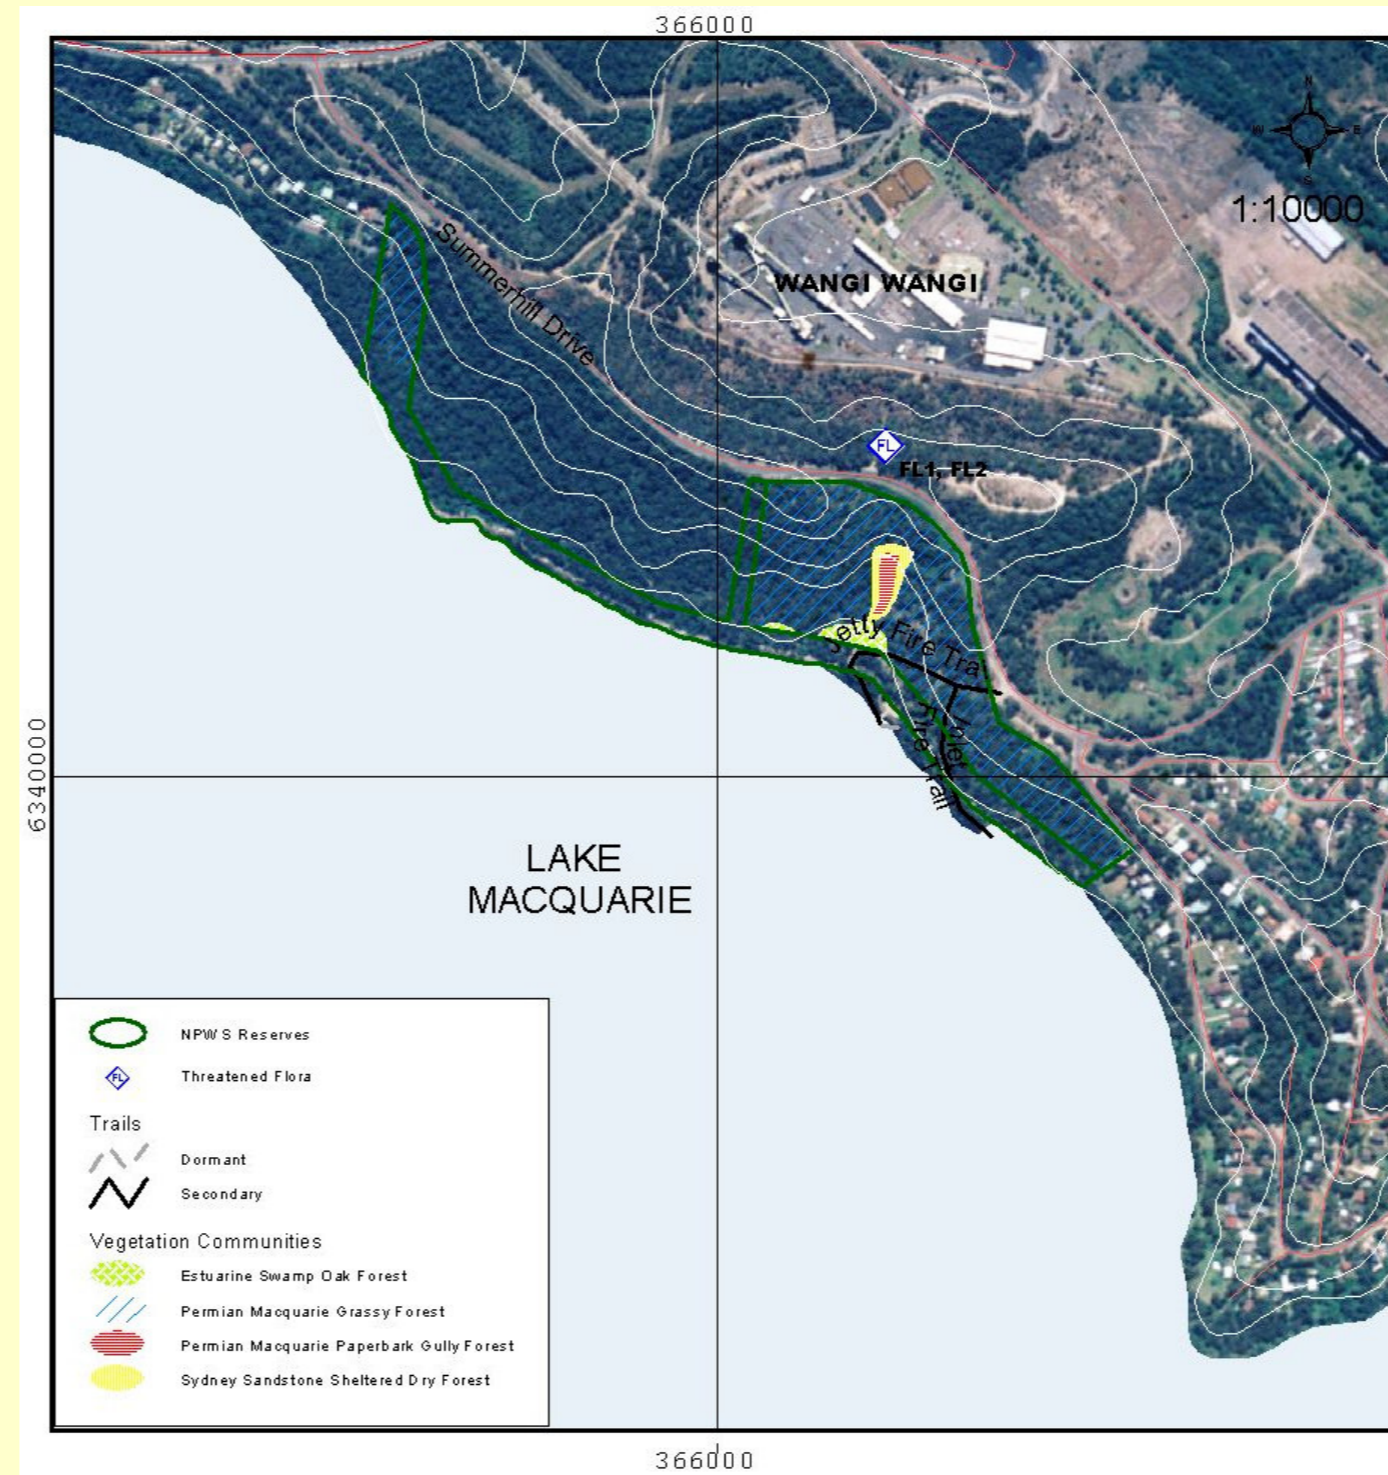 366000
N
W E
S
1:10000
Summerhill Drive
WANGI WANGI
FL
FL1, FL2
Jetty Fire Trai
Fire Trail
6340000
LAKE
MACQUARIE
NPWS Reserves
FL
Threatened Flora
Trails
Dormant
Secondary
Vegetation Communities
Estuarine Swamp Oak Forest
Permian Macquarie Grassy Forest
Permian Macquarie Paperbark Gully Forest
Sydney Sandstone Sheltered Dry Forest
366000